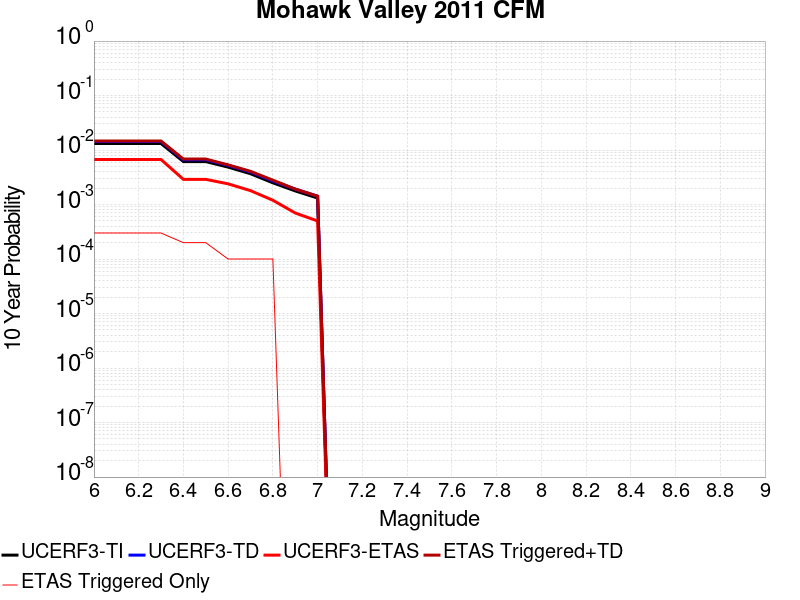 Mohawk Valley 2011 CFM
10 Year Probability
10^0
10^-1
10^-2
10^-3
10^-4
10^-5
10^-6
10^-7
10^-8
6 6.2 6.4 6.6 6.8 7 7.2 7.4 7.6 7.8 8 8.2 8.4 8.6 8.8 9
Magnitude
UCERF3-TI UCERF3-TD UCERF3-ETAS ETAS Triggered+TD
ETAS Triggered Only